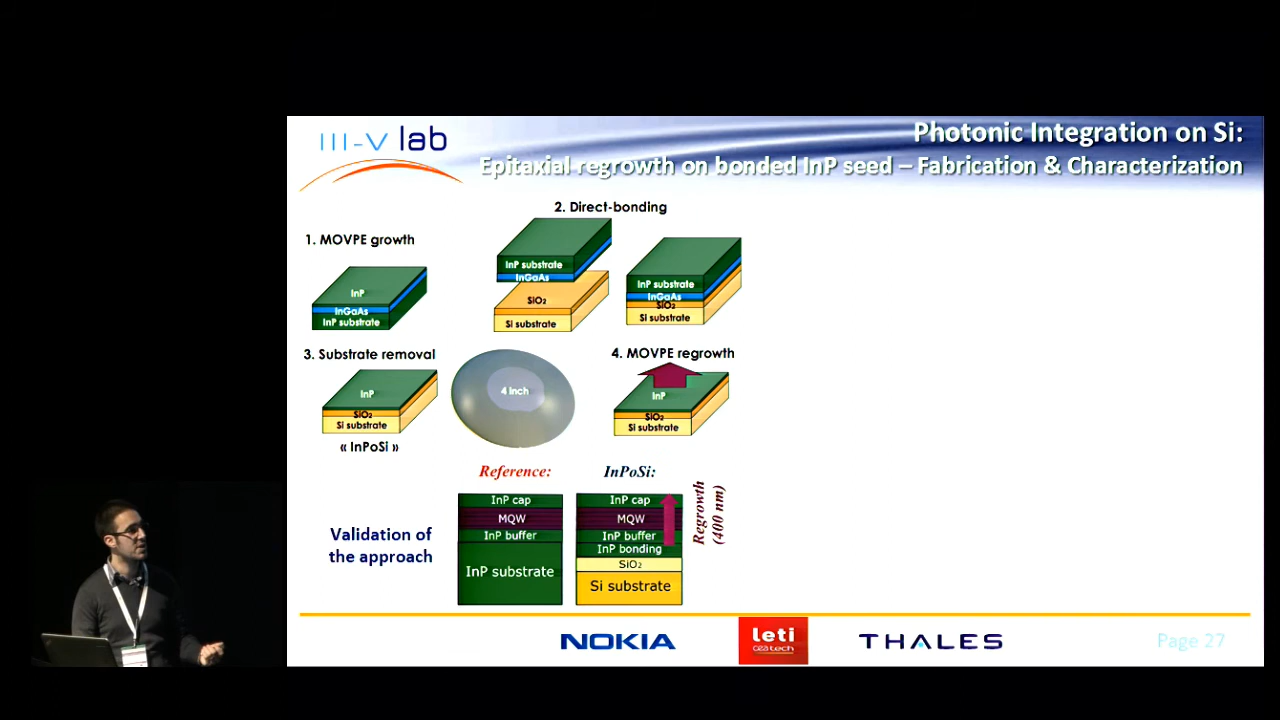 III-V lab
Photonic Integration on Si:
Epitaxial regrowth on bonded InP seed – Fabrication & Characterization
1. MOVPE growth
InP
InGaAs
InP substrate
2. Direct-bonding
InP substrate
InGaAs
SiO₂
Si substrate
InP substrate
InGaAs
SiO₂
Si substrate
3. Substrate removal
InP
SiO₂
Si substrate
« InPoSi »
4 Inch
4. MOVPE regrowth
InP
SiO₂
Si substrate
Validation of
the approach
Reference:
InP cap
MQW
InP buffer
InP substrate
InPoSi:
InP cap
MQW
InP buffer
InP bonding
SiO₂
Si substrate
Regrowth
(400 nm)
NOKIA
leti
ceatech
THALES
Page 27